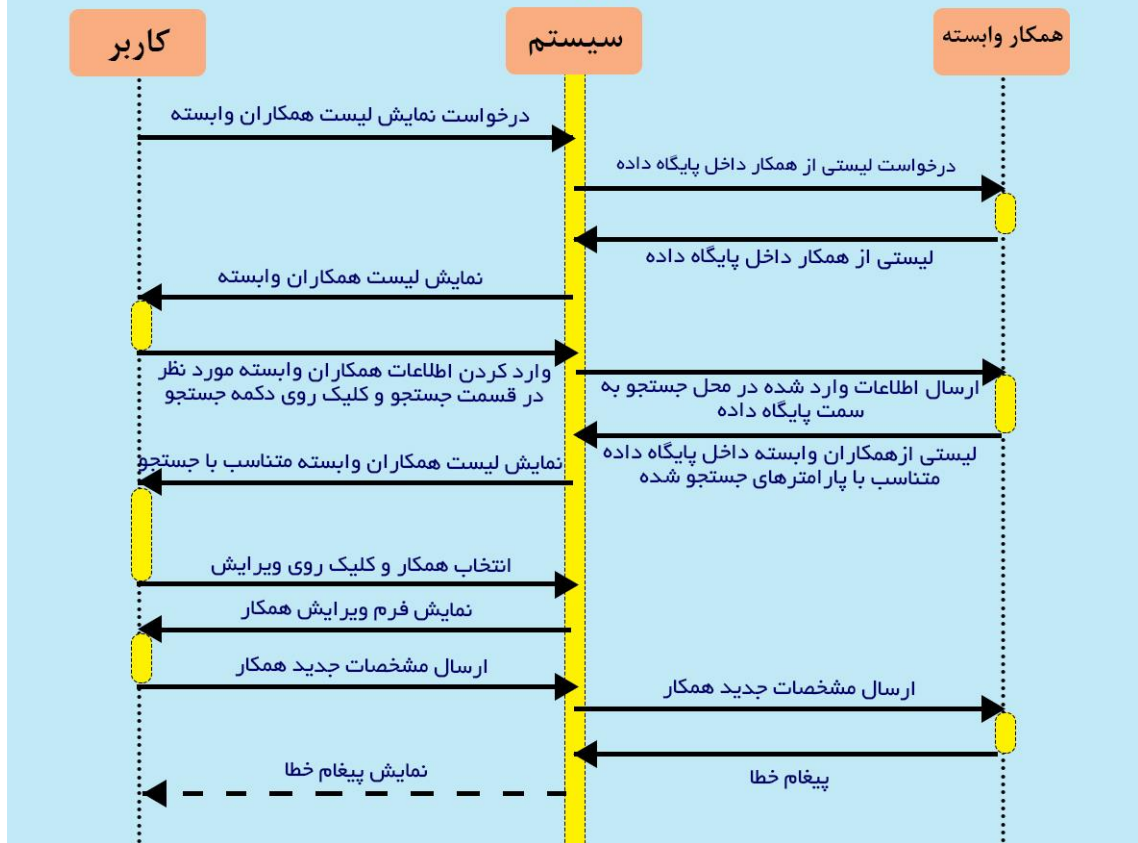 کاربر
سیستم
همکار وابسته
درخواست نمایش لیست همکاران وابسته
درخواست لیستی از همکار داخل پایگاه داده
لیستی از همکار داخل پایگاه داده
نمایش لیست همکاران وابسته
وارد کردن اطلاعات همکاران وابسته مورد نظر
در قسمت جستجو و کلیک روی دکمه جستجو
ارسال اطلاعات وارد شده در محل جستجو به
سمت پایگاه داده
لیستی ازهمکاران وابسته داخل پایگاه داده
متناسب با پارامترهای جستجو شده
نمایش لیست همکاران وابسته متناسب با جستجو
انتخاب همکار و کلیک روی ویرایش
نمایش فرم ویرایش همکار
ارسال مشخصات جدید همکار
ارسال مشخصات جدید همکار
پیغام خطا
نمایش پیغام خطا